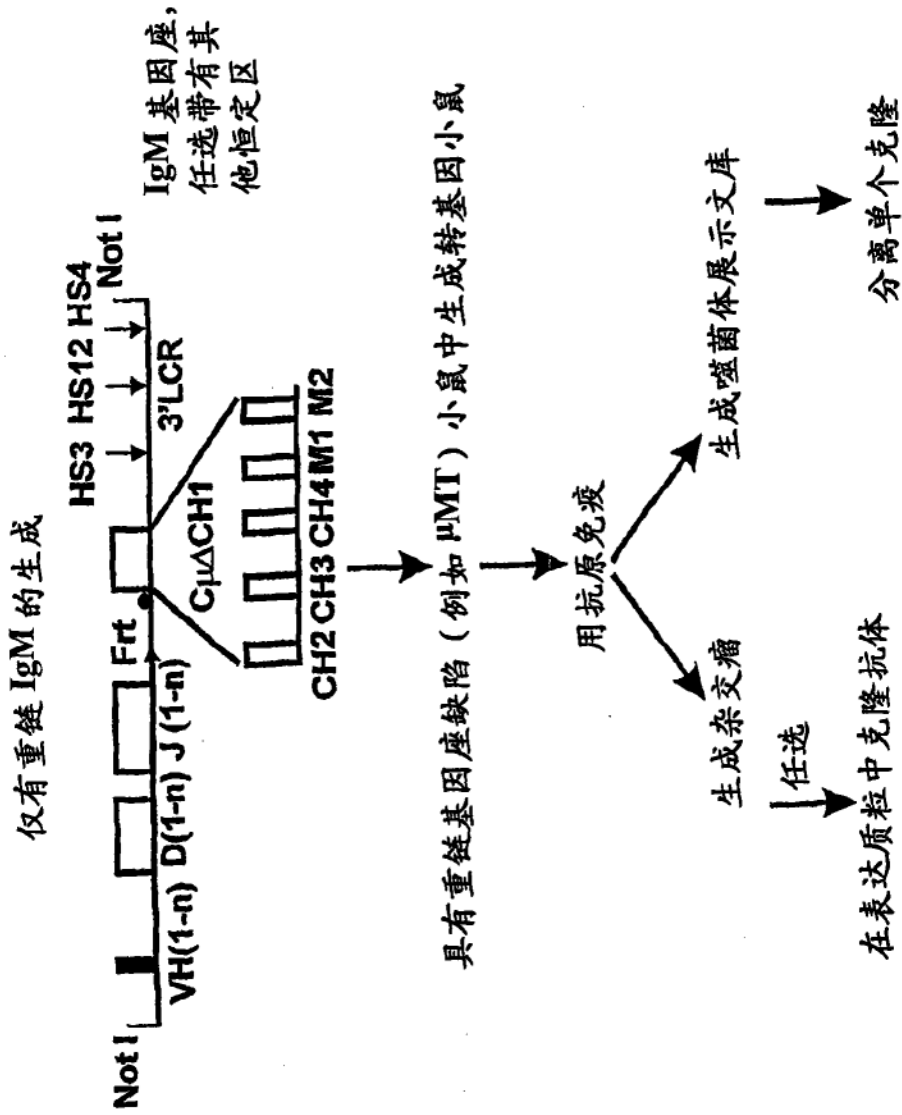 仅有重链 IgM 的生成
HS3 HS12 HS4
Not I
Not I
VH(1-n) D(1-n) J (1-n)
Frt
3'LCR
CμΔCH1
CH2 CH3 CH4 M1 M2
IgM 基因座,
任选带有其
他恒定区
具有重链基因座缺陷（例如 μMT）小鼠中生成转基因小鼠
用抗原免疫
生成杂交瘤
生成噬菌体展示文库
任选
在表达质粒中克隆抗体
分离单个克隆